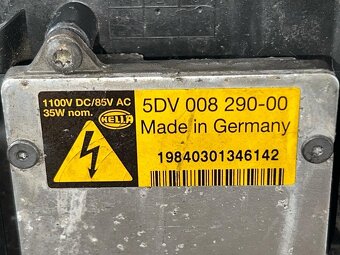 1100V DC/85V AC
35W nom.
HELLA
5DV 008 290-00
Made in Germany
19840301346142